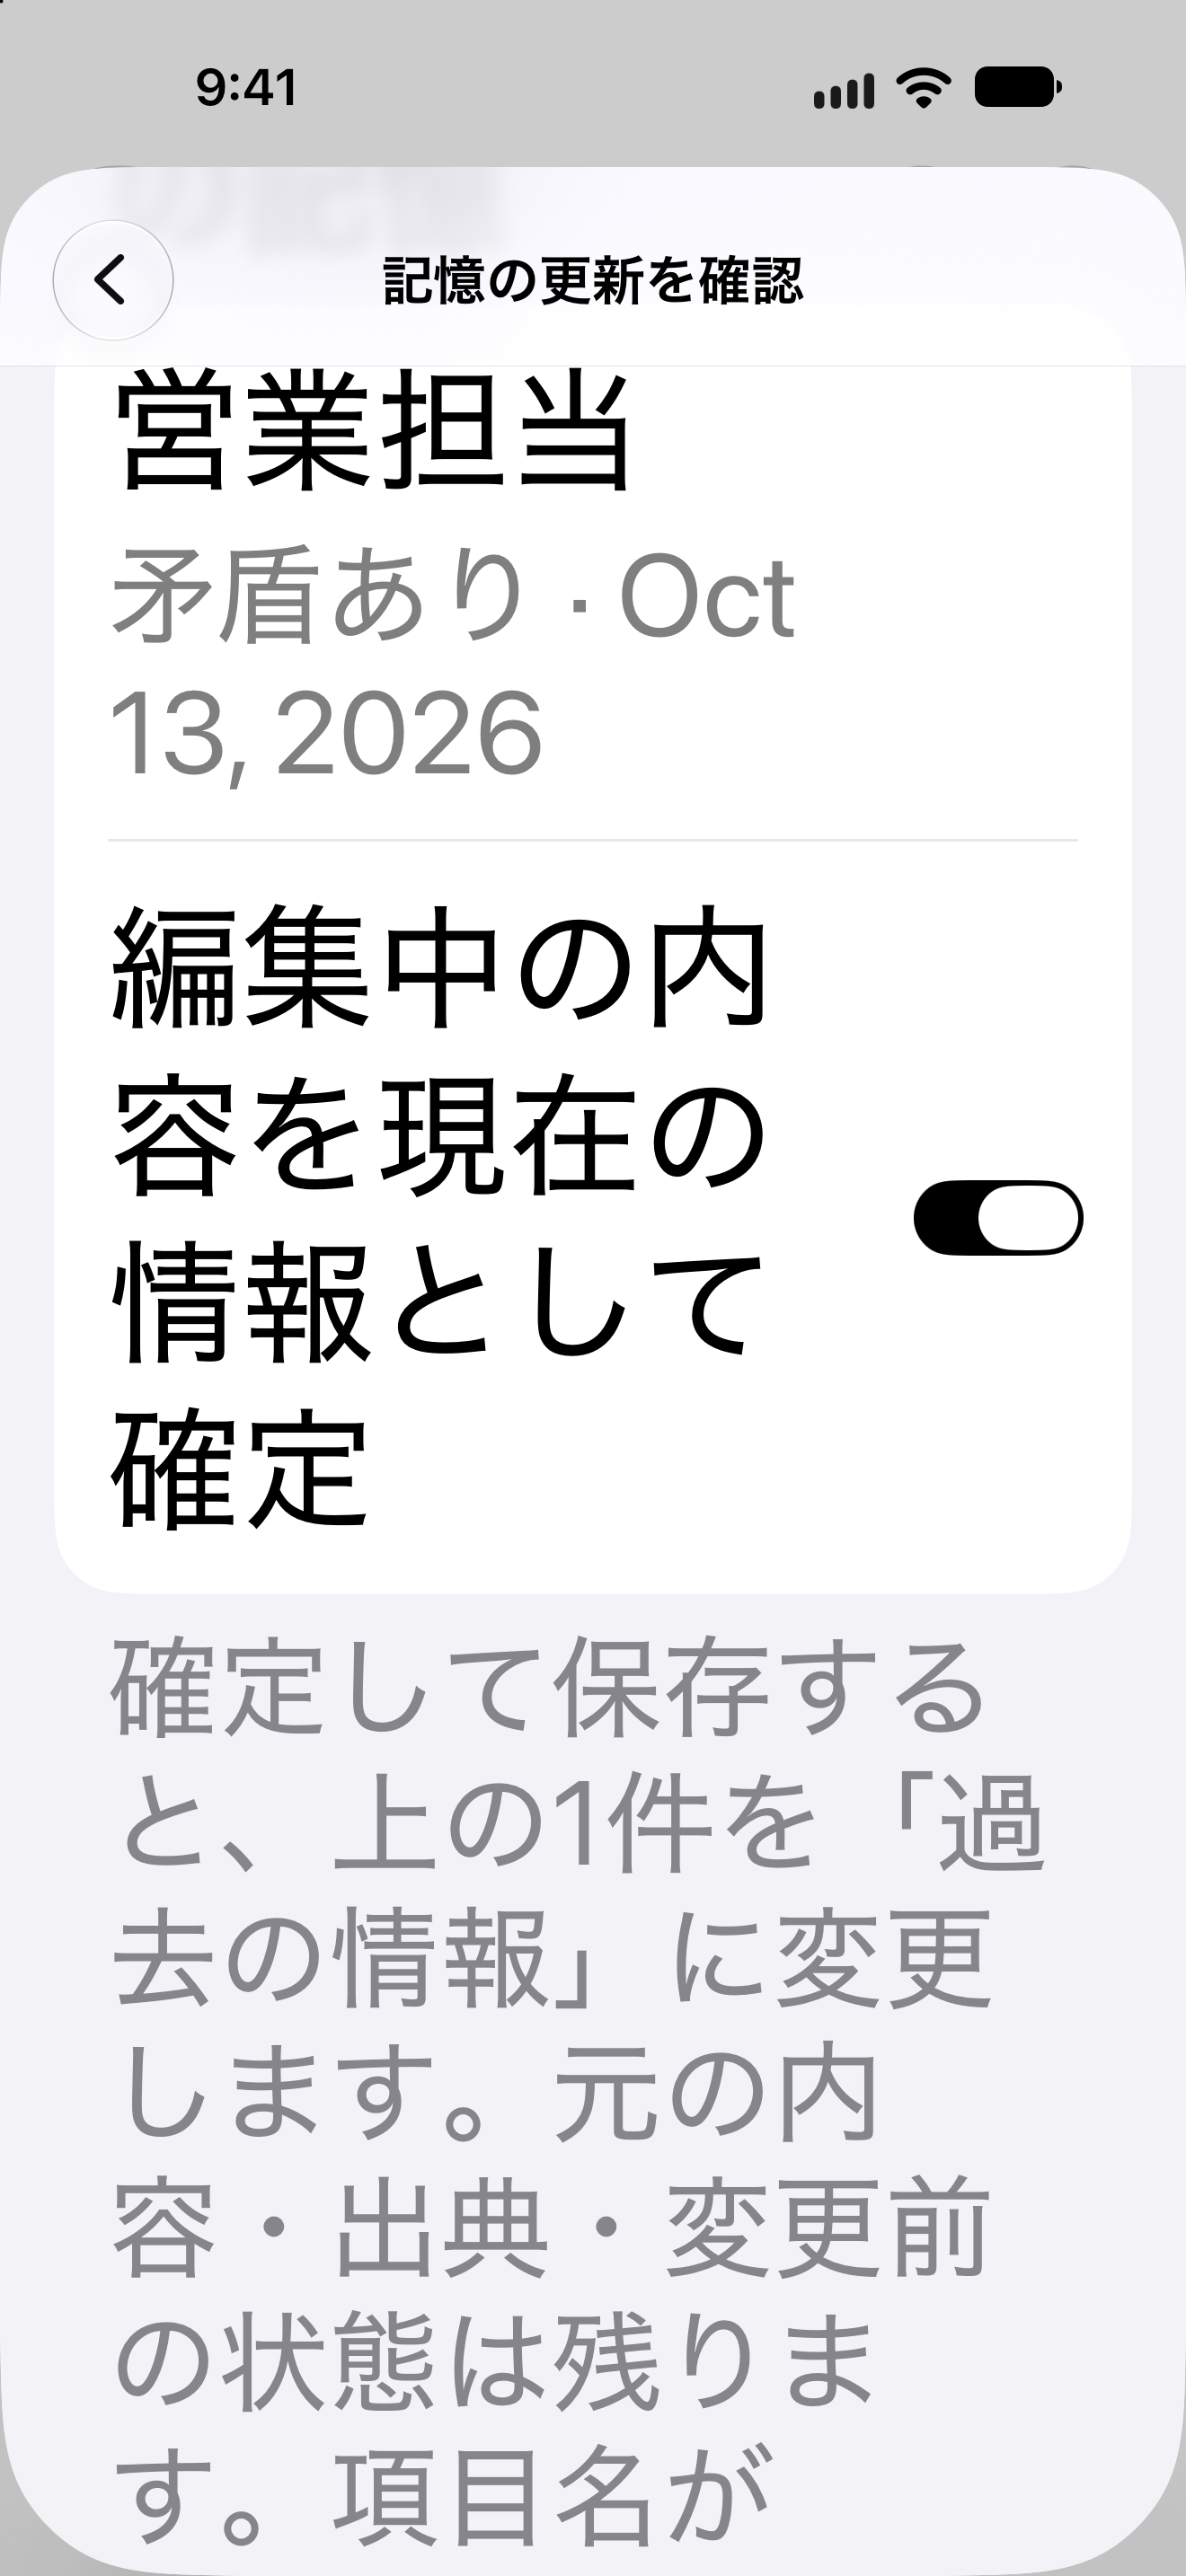 9:41
の記憶
記憶の更新を確認
営業担当
矛盾あり · Oct
13, 2026
編集中の内
容を現在の
情報として
確定
確定して保存する
と、上の1件を「過
去の情報」に変更
します。元の内
容・出典・変更前
の状態は残りま
す。項目名が